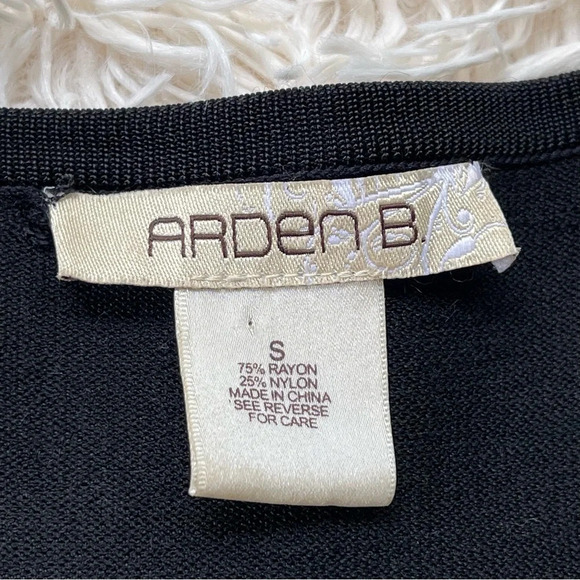 ARDEN B.
S
75% RAYON
25% NYLON
MADE IN CHINA
SEE REVERSE
FOR CARE